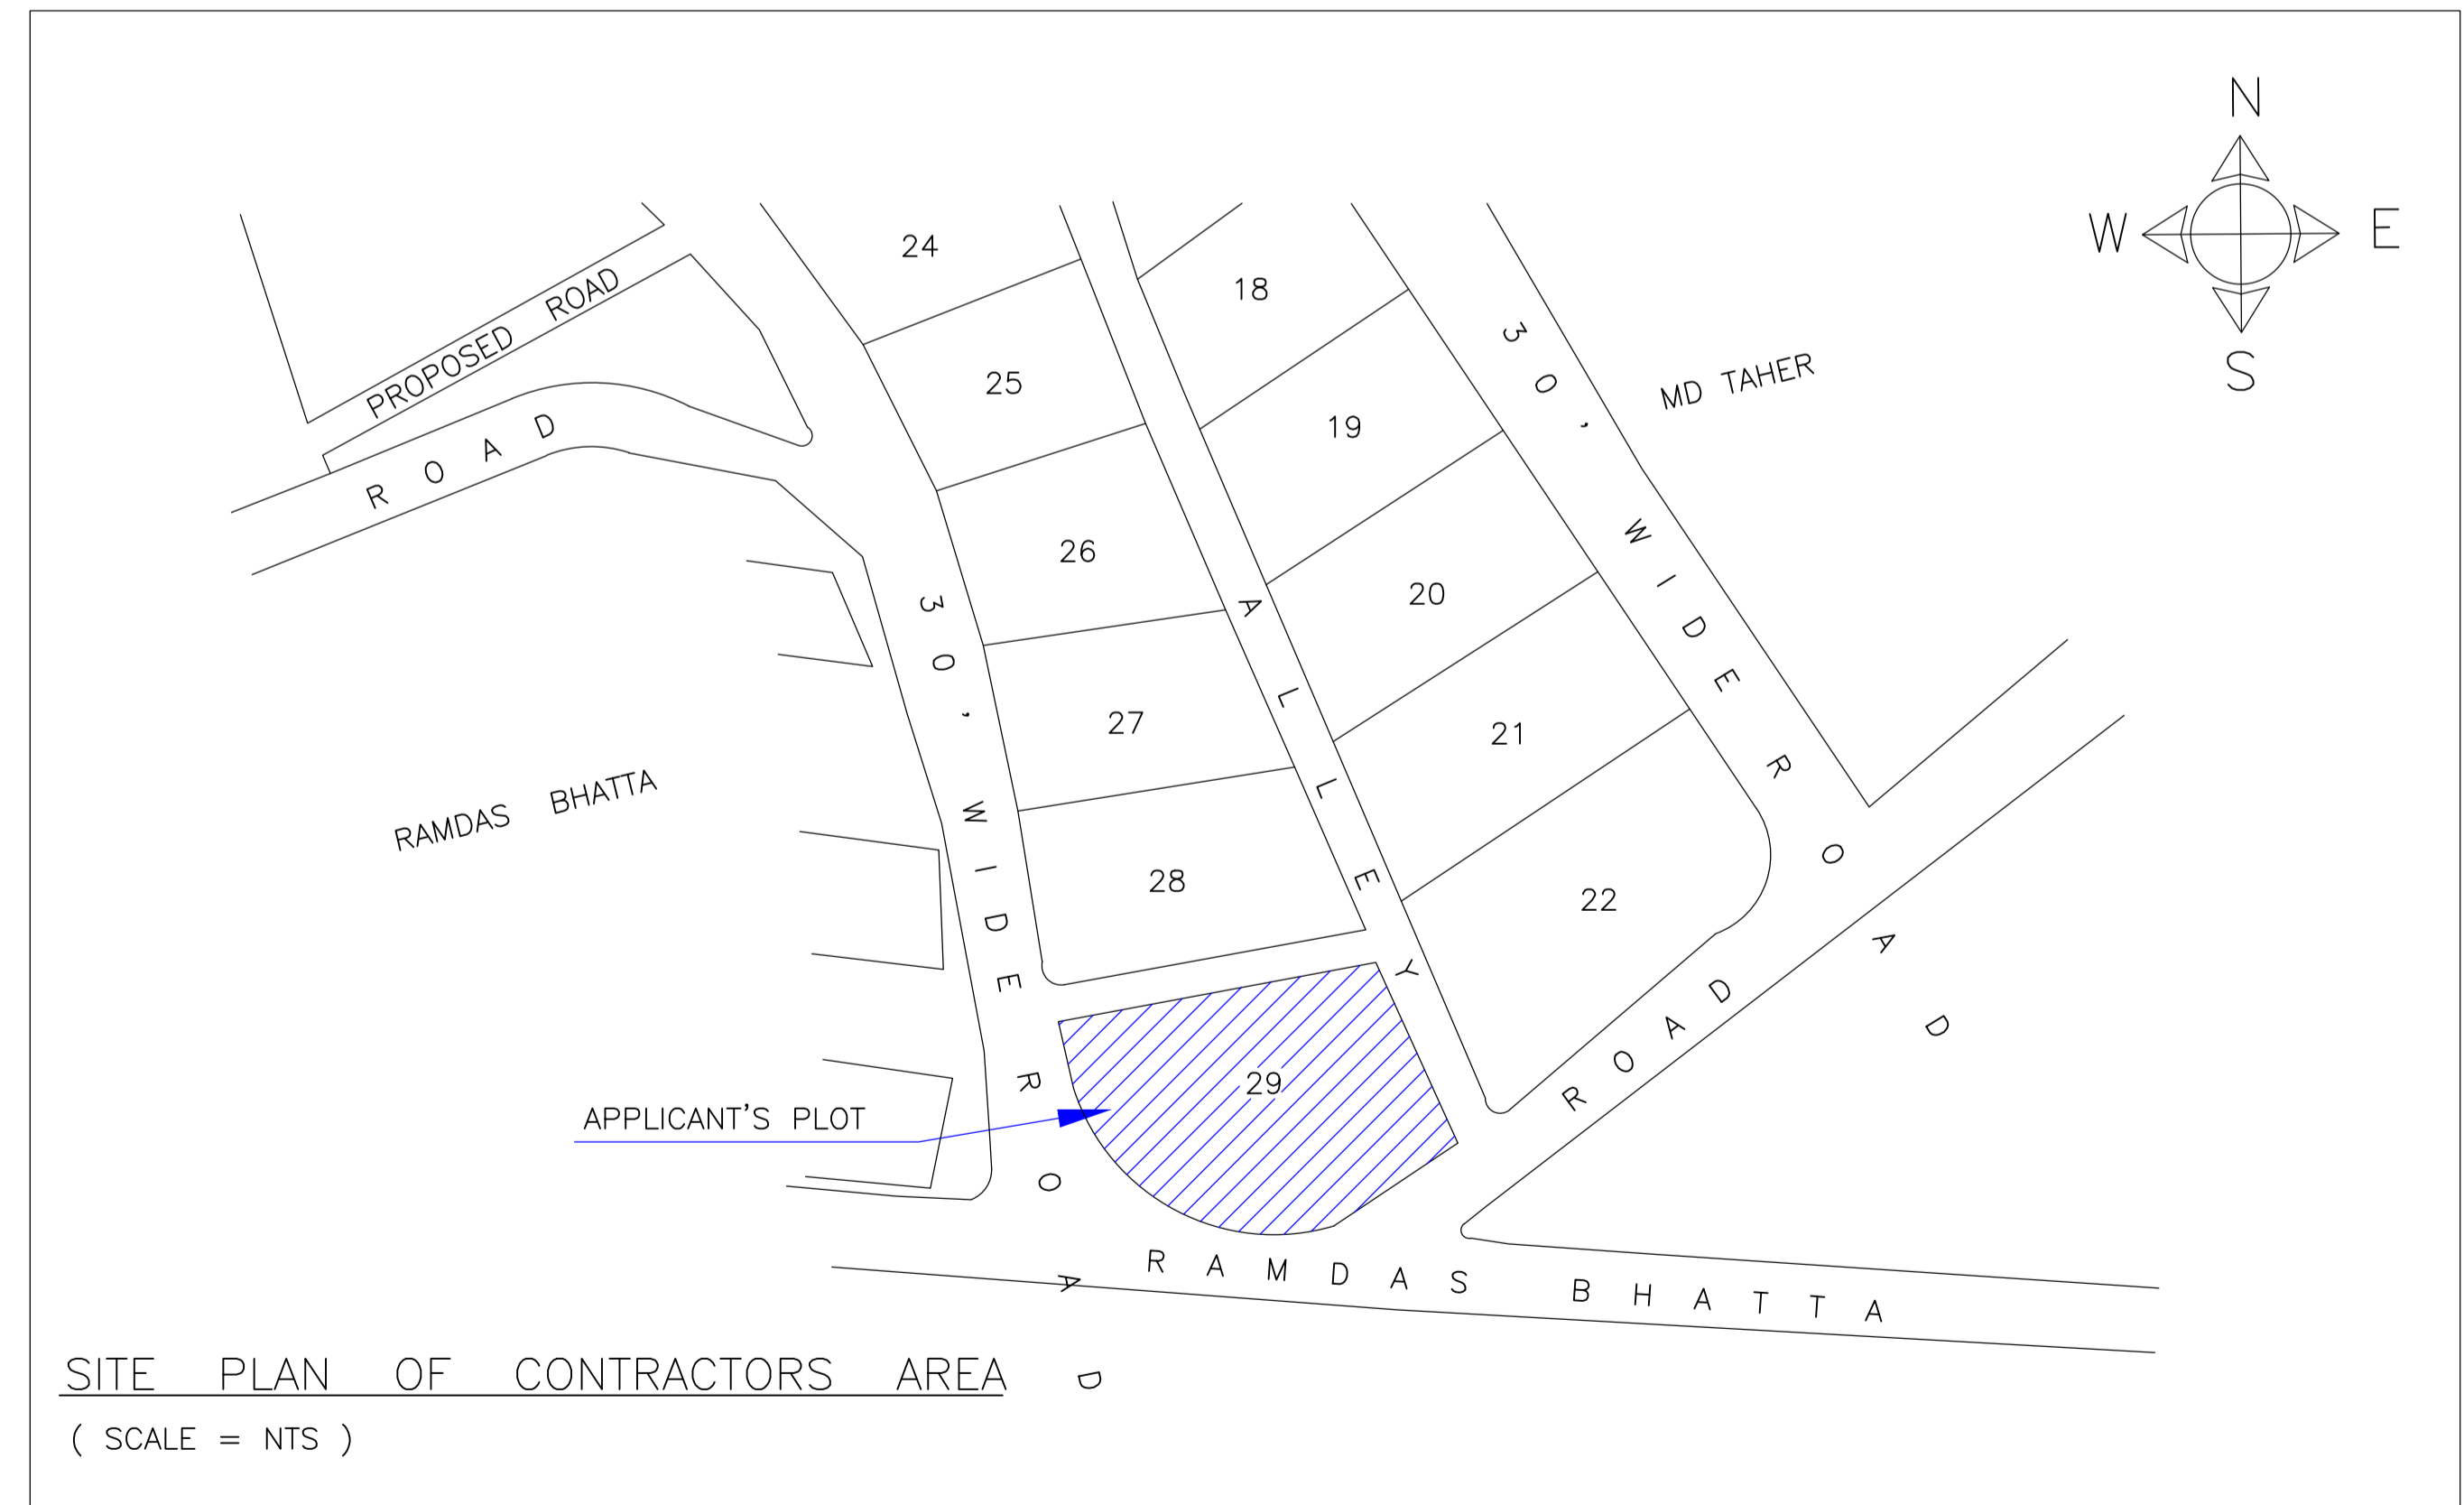 N
W E
S
24
18
PROPOSED ROAD
25
30' WIDE ROAD
MD TAHER
19
ROAD
26
20
30' WIDE ROAD
ALLEY
27
21
RAMDAS BHATTA
28
22
ROAD
29
APPLICANT'S PLOT
RAMDAS BHATTA
SITE PLAN OF CONTRACTORS AREA
( SCALE = NTS )